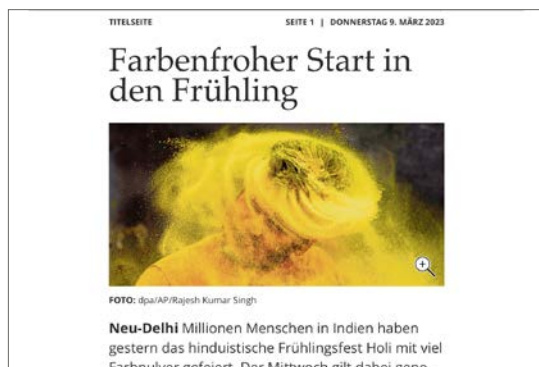 TITELSEITE
SEITE 1 | DONNERSTAG 9. MÄRZ 2023
Farbenfroher Start in
den Frühling
FOTO: dpa/AP/Rajesh Kumar Singh
Neu-Delhi Millionen Menschen in Indien haben
gestern das hinduistische Frühlingsfest Holi mit viel
Farbpulver gefeiert. Der Mittwoch gilt dabei gene-